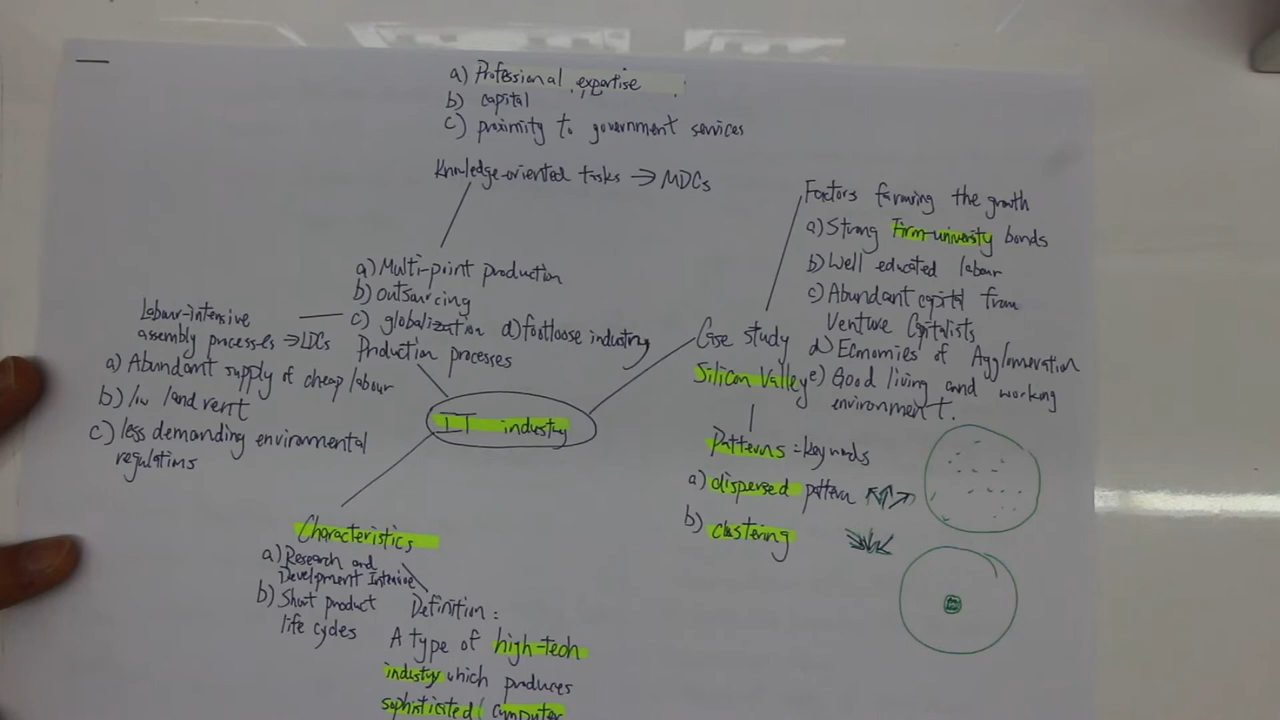 a) Professional expertise
b) capital
c) proximity to government services
Knowledge-oriented tasks → MDCs
a) Multi-point production
b) outsourcing
c) globalization d) footloose industry
Production processes
Labour-intensive
assembly processes → LDCs
a) Abundant supply of cheap labour
b) low land rent
c) less demanding environmental
regulations
IT industry
Factors favouring the growth
a) Strong Firm-university bonds
b) Well educated labour
c) Abundant capital from
Venture Capitalists
d) Economies of Agglomeration
e) Good living and working
environment.
Case study
Silicon Valley
Patterns = keywords
a) dispersed pattern
b) clustering
Characteristics
a) Research and
Development Intensive
b) Short product
life cycles
Definition:
A type of high-tech
industry which produces
sophisticated computer